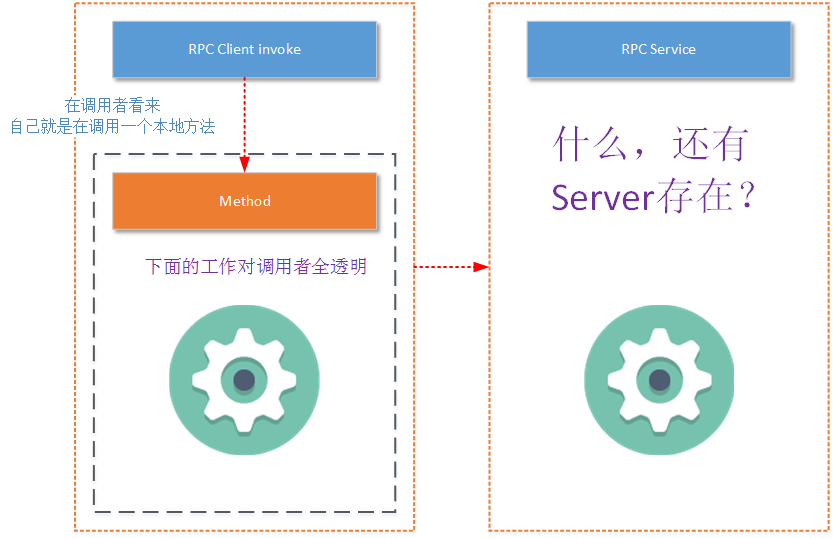 RPC Client invoke
在调用者看来
自己就是在调用一个本地方法
Method
下面的工作对调用者全透明
RPC Service
什么，还有
Server存在？